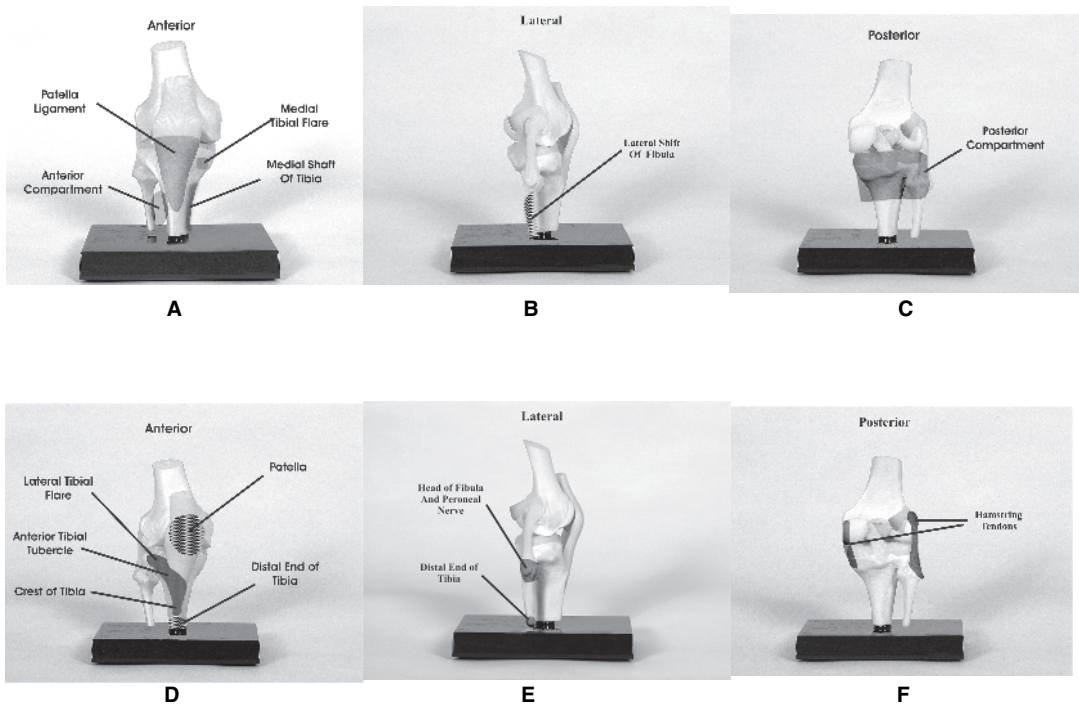 Anterior
Patella
Ligament
Medial
Tibial Flare
Anterior
Compartment
Medial Shaft
Of Tibia
A
Lateral
Lateral Shift
Of Fibula
B
Posterior
Posterior
Compartment
C
Anterior
Lateral Tibial
Flare
Patella
Anterior Tibial
Tubercle
Distal End of
Tibia
Crest of Tibia
D
Lateral
Head of Fibula
And Peroneal
Nerve
Distal End of
Tibia
E
Posterior
Hamstring
Tendons
F